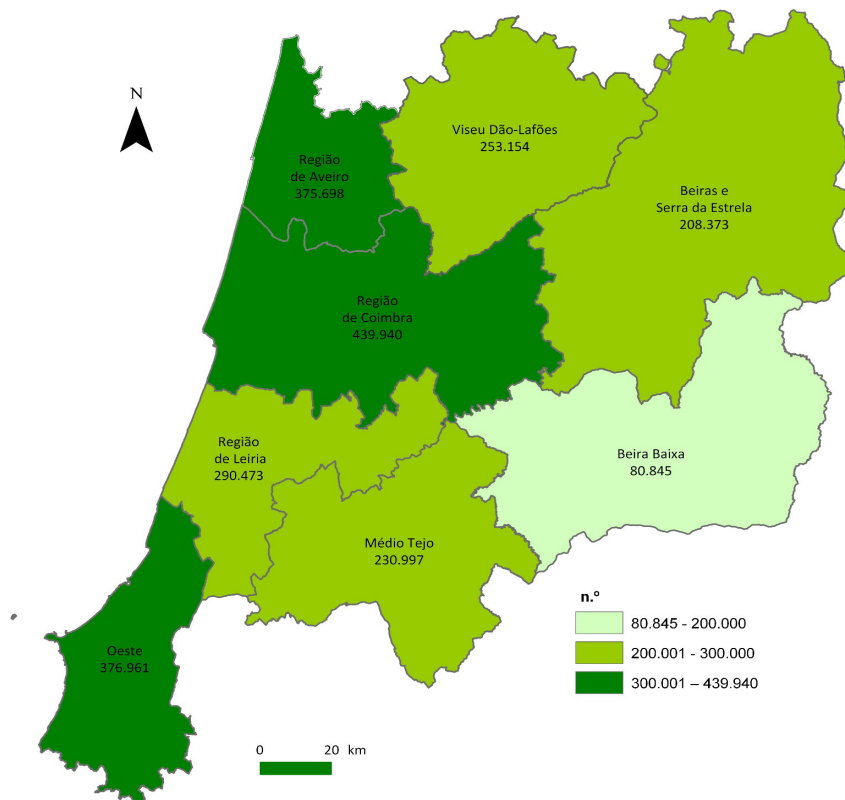 N
Viseu Dão-Lafões
253.154
Região
de Aveiro
375.698
Beiras e
Serra da Estrela
208.373
Região
de Coimbra
439.940
Região
de Leiria
290.473
Beira Baixa
80.845
Médio Tejo
230.997
Oeste
376.961
n.º
80.845 - 200.000
200.001 - 300.000
300.001 – 439.940
0 20 km